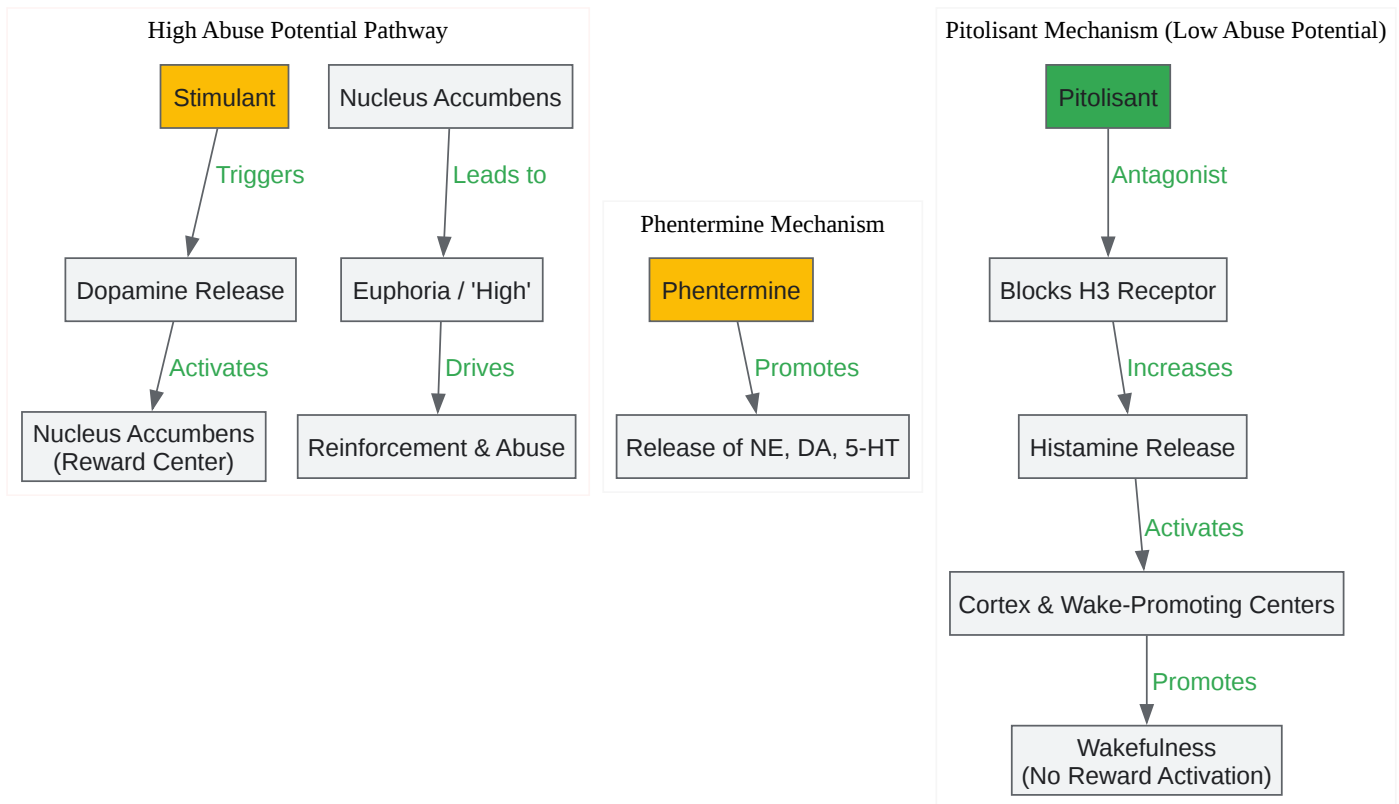 High Abuse Potential Pathway
Stimulant
Triggers
Dopamine Release
Activates
Nucleus Accumbens
(Reward Center)
Nucleus Accumbens
Leads to
Euphoria / 'High'
Drives
Reinforcement & Abuse
Phentermine Mechanism
Phentermine
Promotes
Release of NE, DA, 5-HT
Pitolisant Mechanism (Low Abuse Potential)
Pitolisant
Antagonist
Blocks H3 Receptor
Increases
Histamine Release
Activates
Cortex & Wake-Promoting Centers
Promotes
Wakefulness
(No Reward Activation)